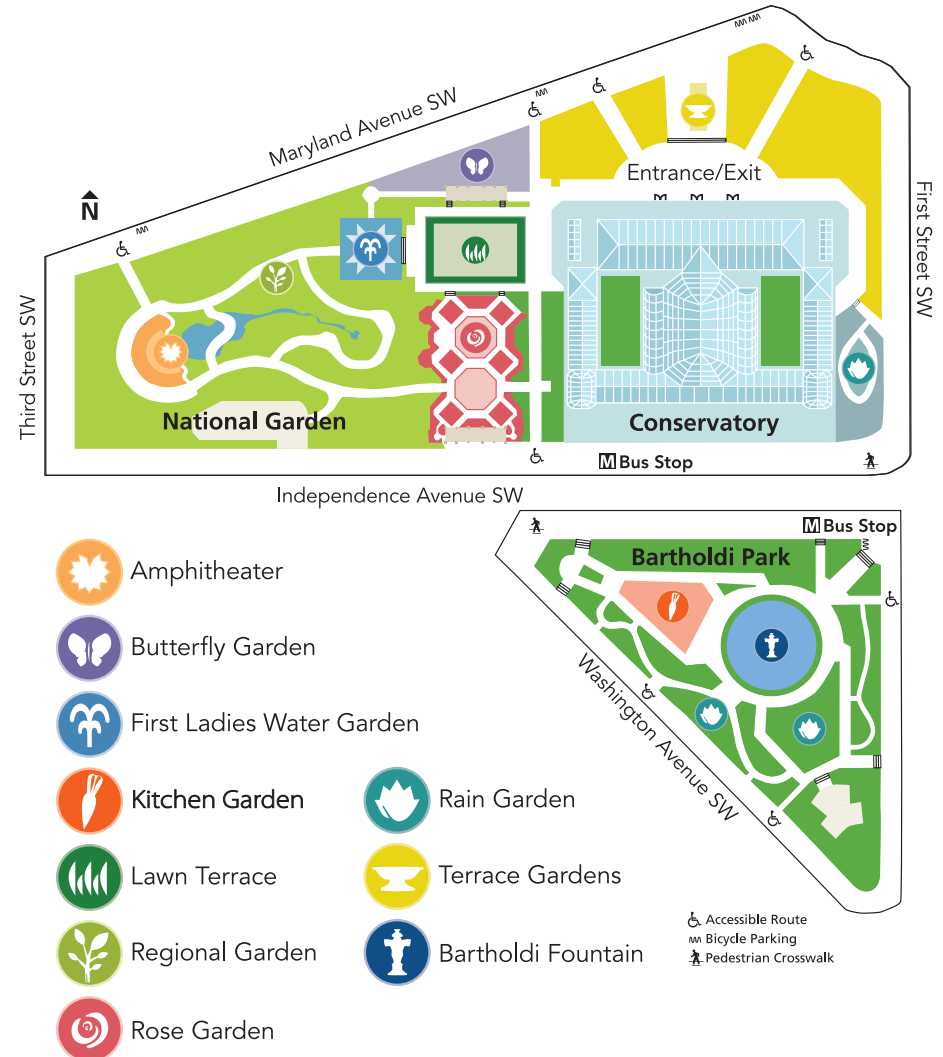 Maryland Avenue SW
Entrance/Exit
N
First Street SW
Third Street SW
National Garden
Conservatory
M Bus Stop
Independence Avenue SW
M Bus Stop
Bartholdi Park
Washington Avenue SW
Amphitheater
Butterfly Garden
First Ladies Water Garden
Kitchen Garden
Rain Garden
Lawn Terrace
Terrace Gardens
Regional Garden
Bartholdi Fountain
Rose Garden
Accessible Route
Bicycle Parking
Pedestrian Crosswalk